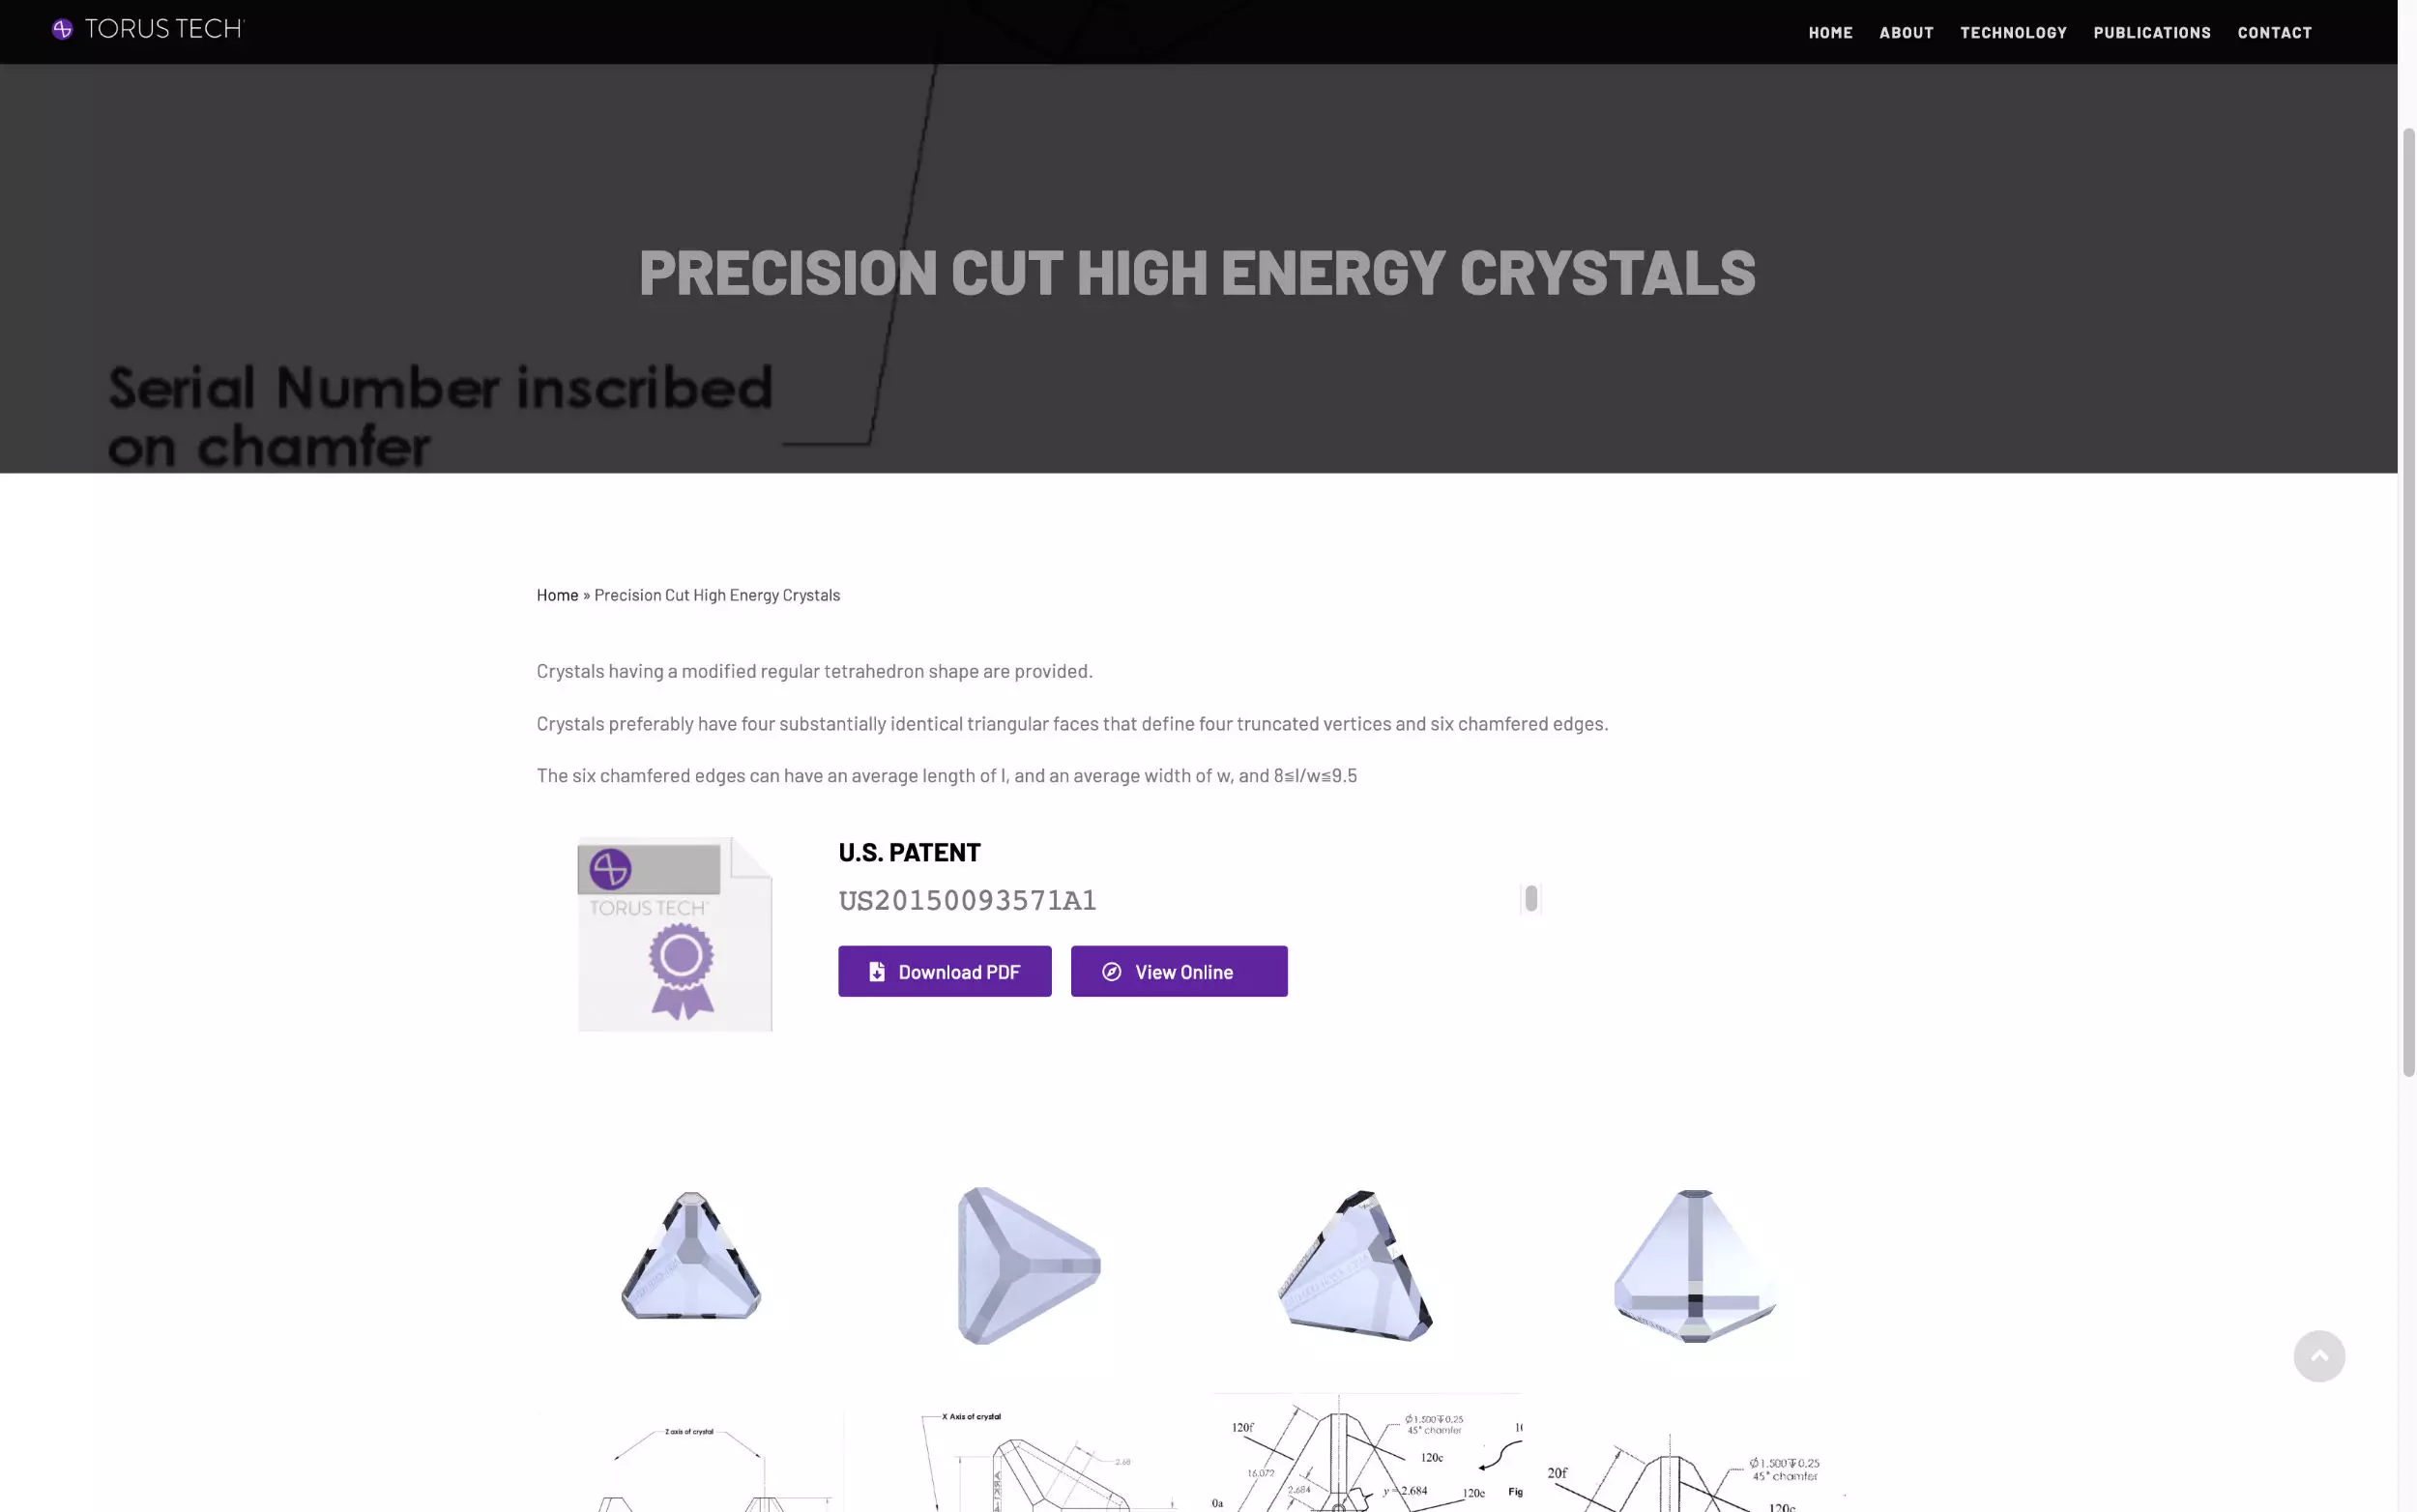 TORUS TECH
HOME ABOUT TECHNOLOGY PUBLICATIONS CONTACT
PRECISION CUT HIGH ENERGY CRYSTALS
Serial Number inscribed
on chamfer
Home » Precision Cut High Energy Crystals
Crystals having a modified regular tetrahedron shape are provided.
Crystals preferably have four substantially identical triangular faces that define four truncated vertices and six chamfered edges.
The six chamfered edges can have an average length of l, and an average width of w, and 8≦l/w≦9.5
TORUS TECH™
U.S. PATENT
US20150093571A1
Download PDF View Online
Z axis of crystal
X Axis of crystal
2.68
120f
∅1.500↧0.25
45° chamfer
120c
16.072
2.684
y = 2.684
120e
Fig
0a
20f
∅1.500↧0.25
45° chamfer
120c